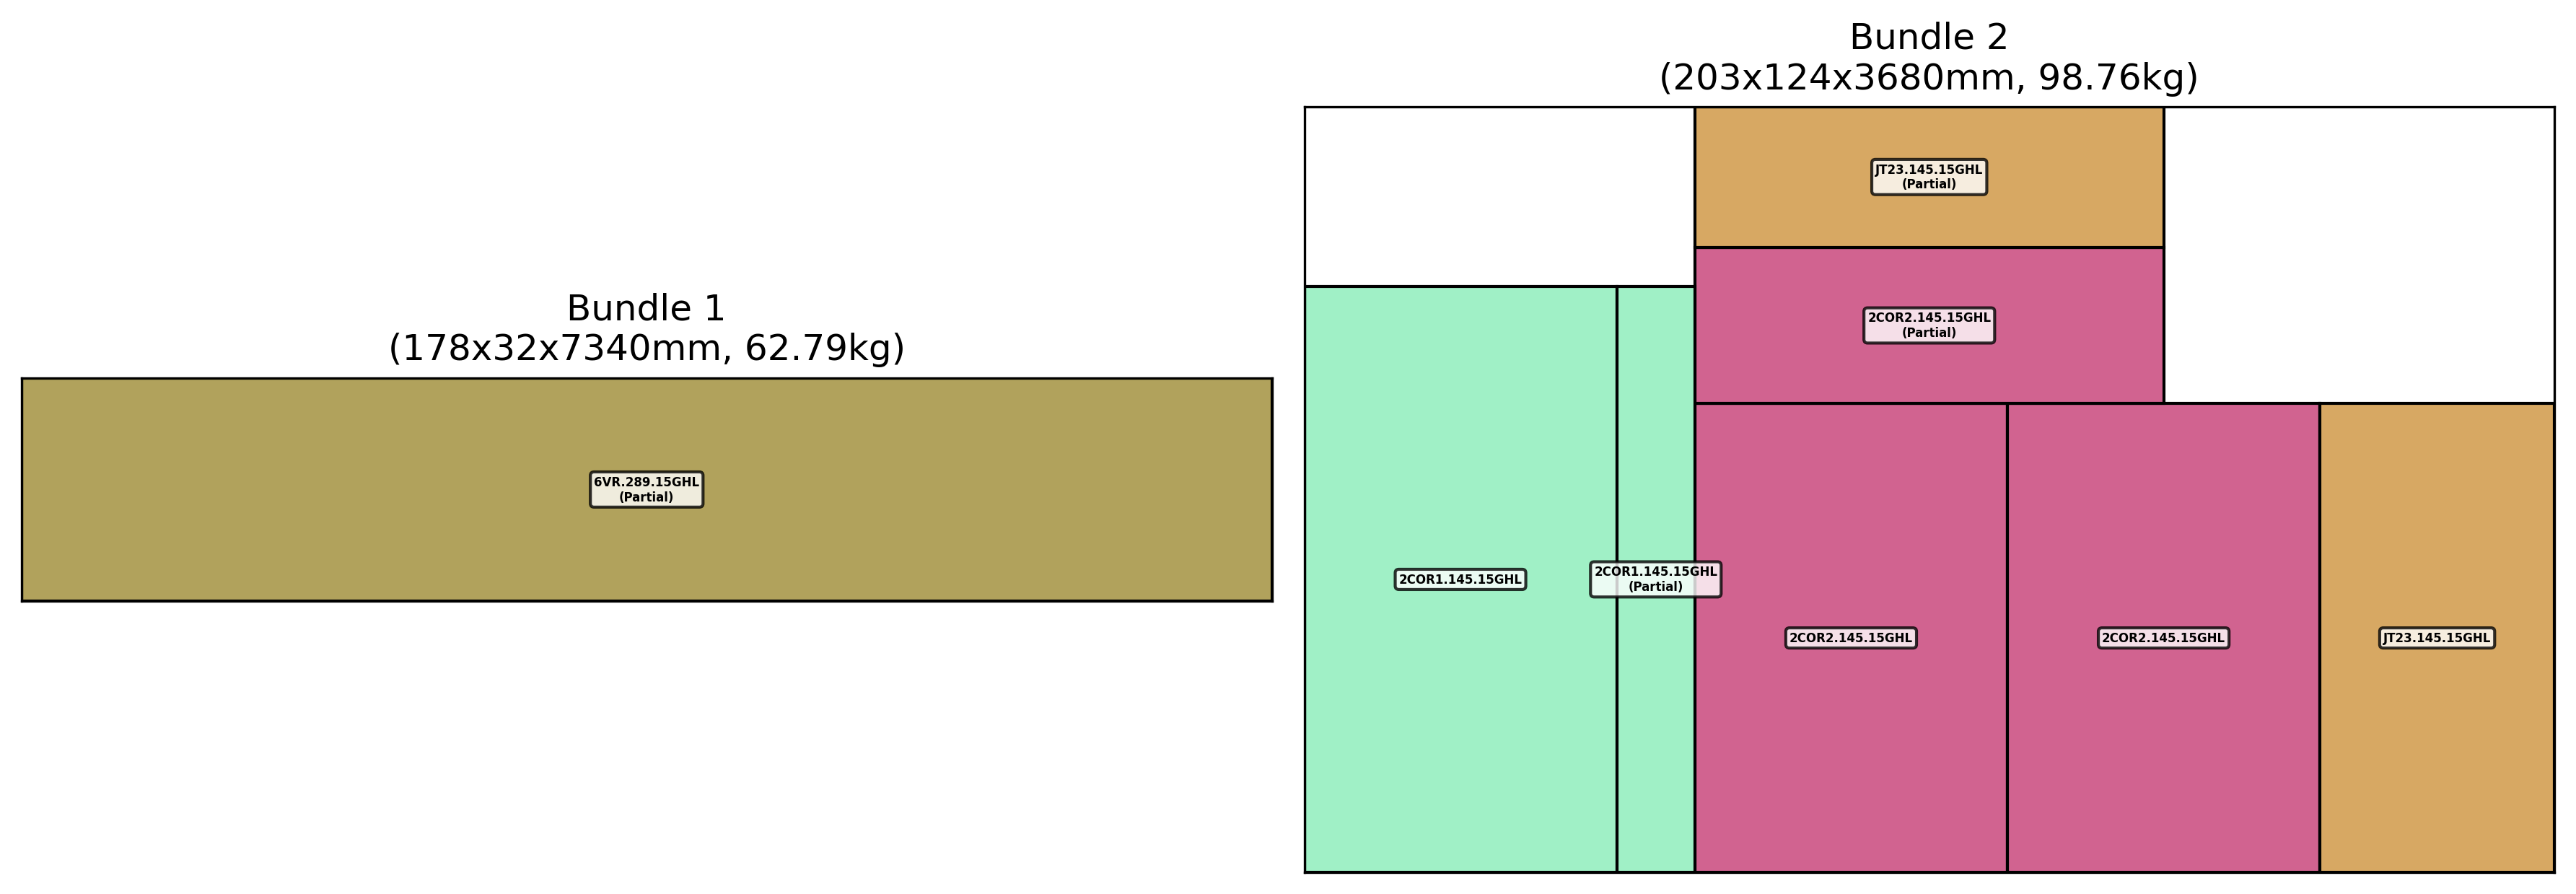 Bundle 1
(178x32x7340mm, 62.79kg)
6VR.289.15GHL
(Partial)
Bundle 2
(203x124x3680mm, 98.76kg)
JT23.145.15GHL
(Partial)
2COR2.145.15GHL
(Partial)
2COR1.145.15GHL
2COR1.145.15GHL
(Partial)
2COR2.145.15GHL
2COR2.145.15GHL
JT23.145.15GHL